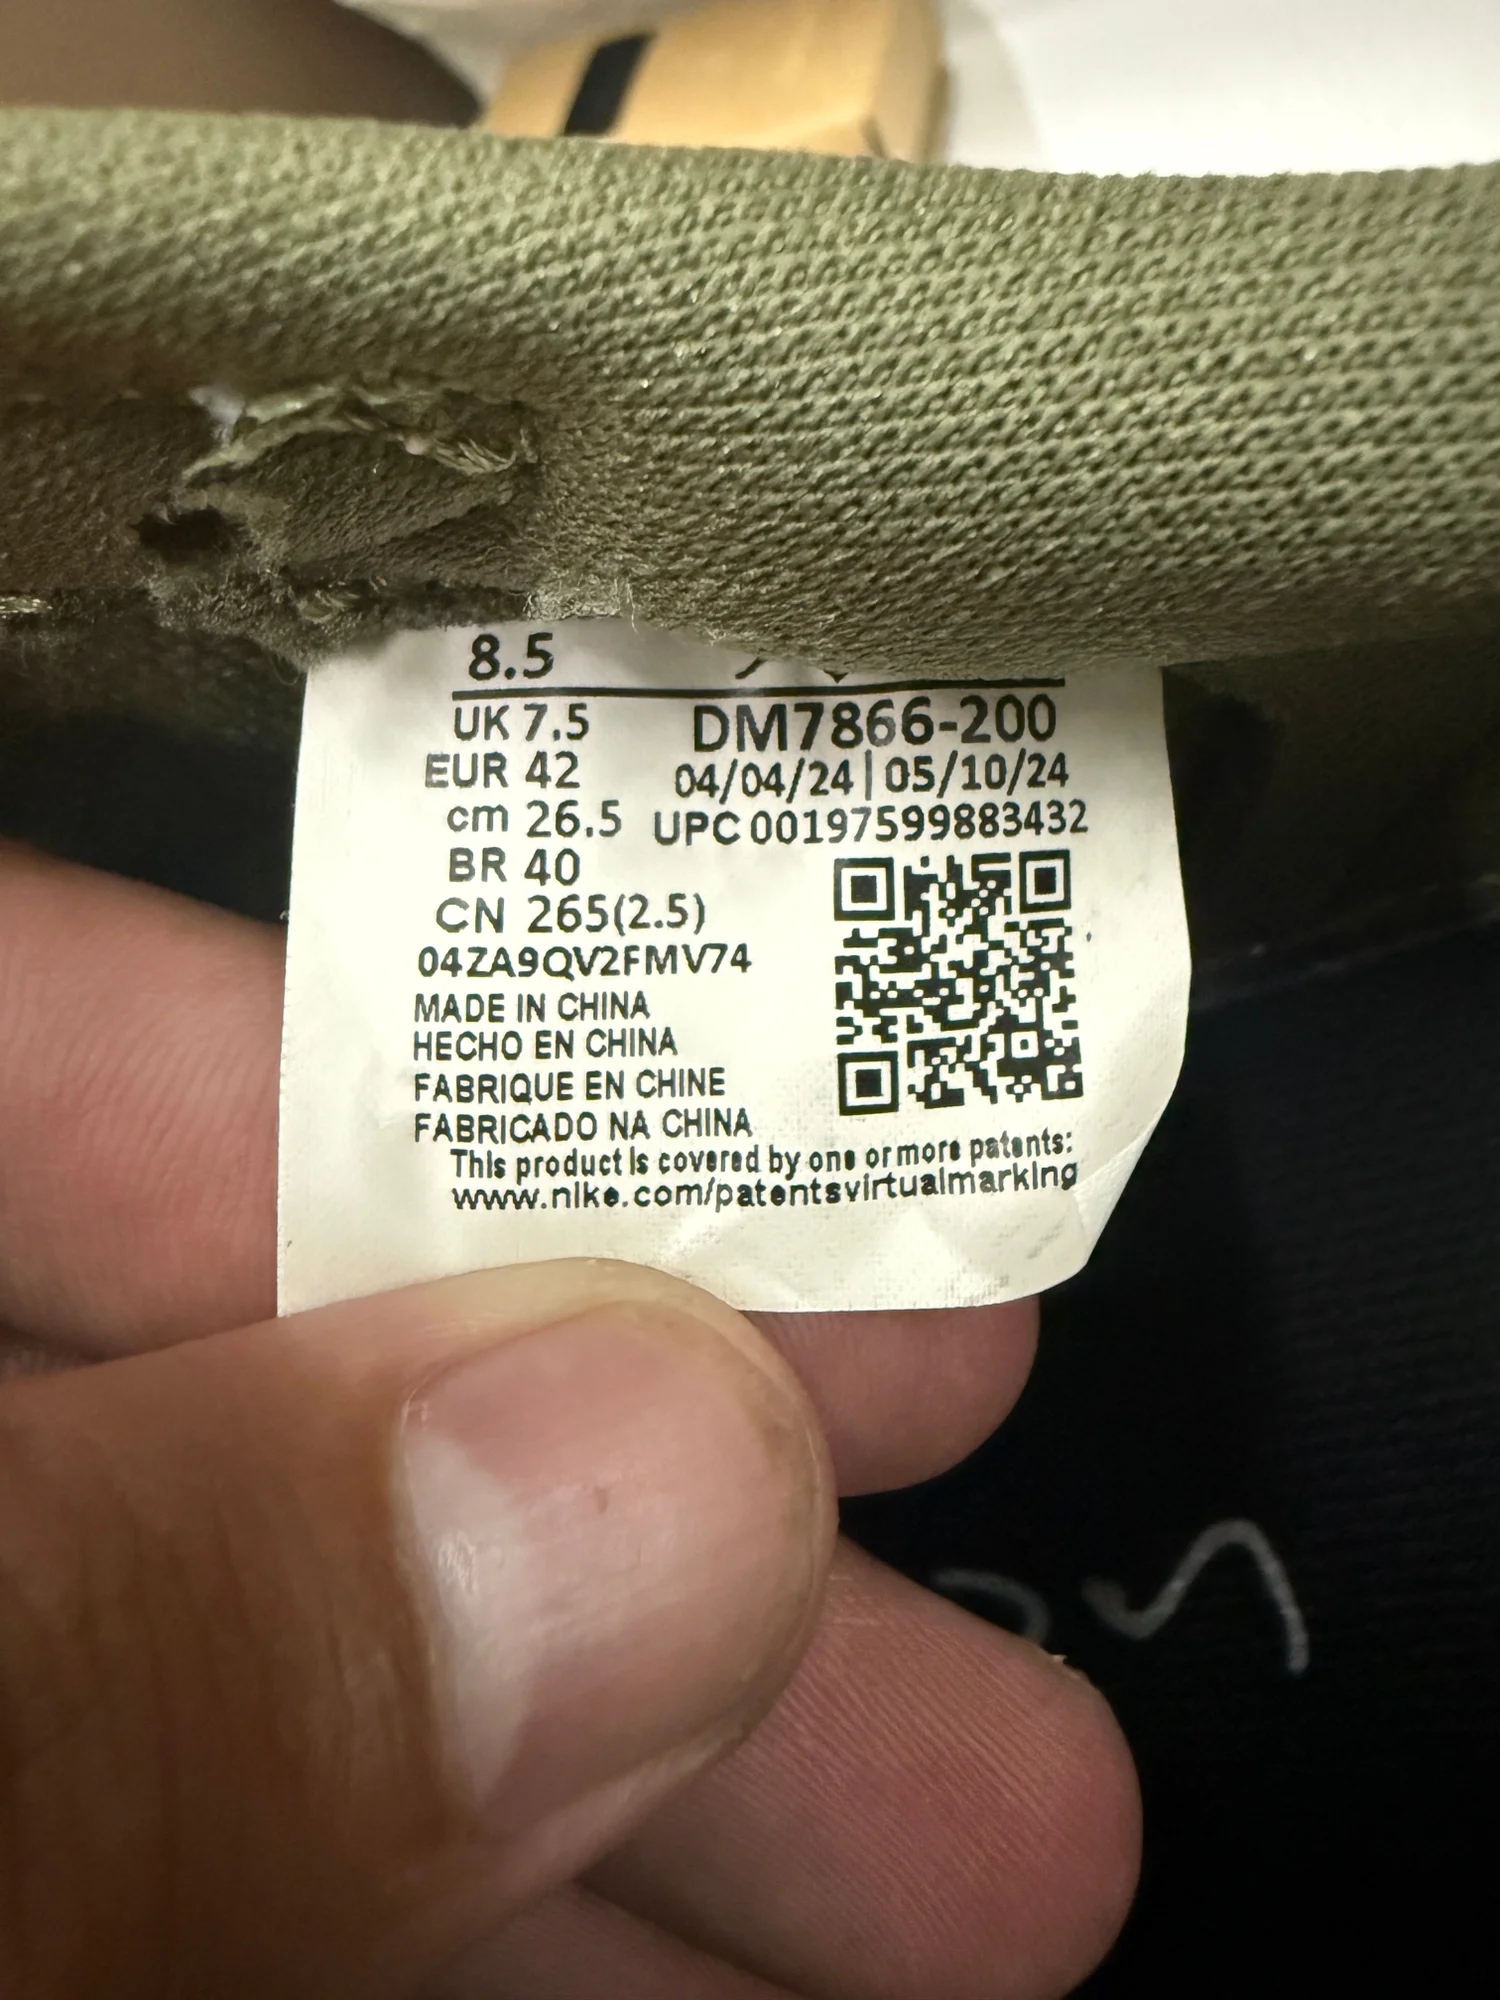 8.5
UK 7.5 DM7866-200
EUR 42 04/04/24|05/10/24
cm 26.5 UPC 00197599883432
BR 40
CN 265(2.5)
04ZA9QV2FMV74
MADE IN CHINA
HECHO EN CHINA
FABRIQUE EN CHINE
FABRICADO NA CHINA
This product is covered by one or more patents:
www.nike.com/patentsvirtualmarking